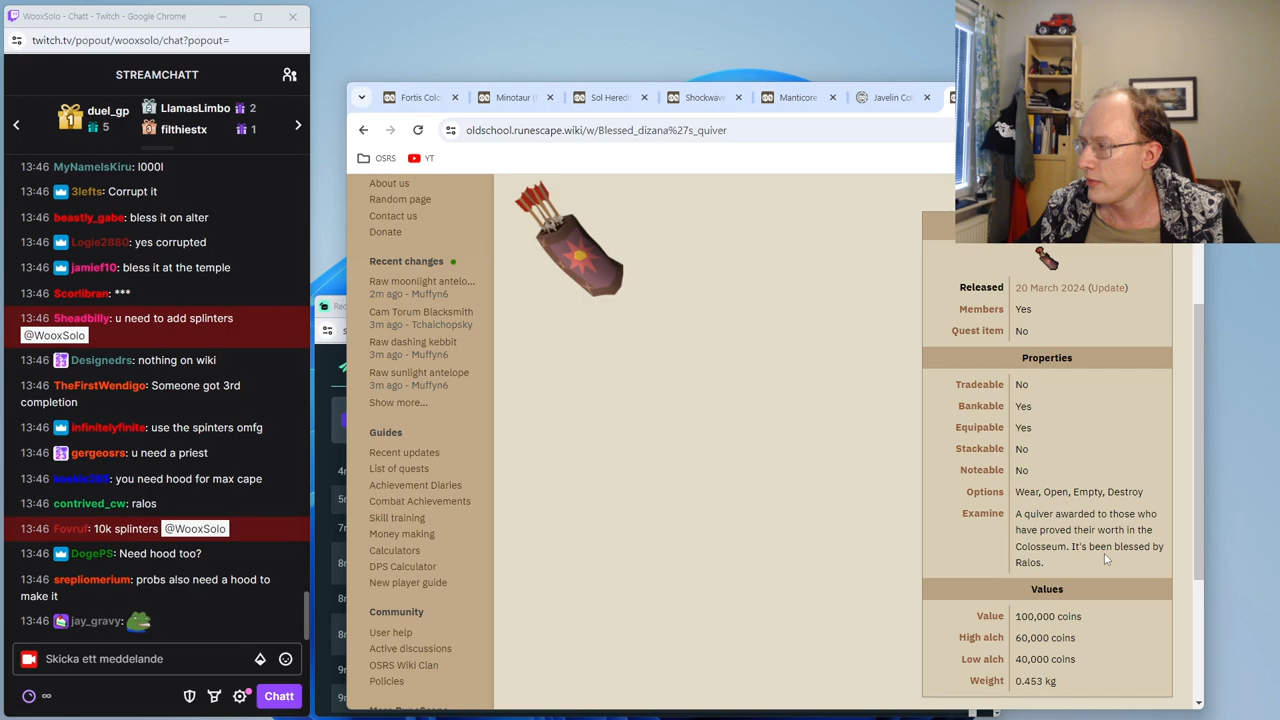 WooxSolo - Chatt - Twitch - Google Chrome
twitch.tv/popout/wooxsolo/chat?popout=
STREAMCHATT
duel_gp
5
LlamasLimbo 2
filthiestx
1
13:46 MyNameIsKiru: l000l
13:46 3lefts: Corrupt it
13:46 beastly_gabe: bless it on alter
13:46 Logie2880: yes corrupted
13:46 jamief10: bless it at the temple
13:46 Scorlibran: ***
13:46 5headbilly: u need to add splinters
@WooxSolo
13:46 Designedrs: nothing on wiki
13:46 TheFirstWendigo: Someone got 3rd
completion
13:46 infinitelyfinite: use the spinters omfg
13:46 gergeosrs: u need a priest
13:46 you need hood for max cape
13:46 contrived_cw: ralos
13:46 Fovruf: 10k splinters @WooxSolo
13:46 DogePS: Need hood too?
13:46 srepliomerium: probs also need a hood to
make it
13:46 jay_gravy:
Skicka ett meddelande
Chatt
Fortis Colo
Minotaur (
Sol Heredi
Shockwave
Manticore
Javelin Col
oldschool.runescape.wiki/w/Blessed_dizana%27s_quiver
OSRS
YT
About us
Random page
Contact us
Donate
Recent changes
Raw moonlight antelo...
2m ago - Muffyn6
Cam Torum Blacksmith
3m ago - Tchaichopsky
Raw dashing kebbit
3m ago - Muffyn6
Raw sunlight antelope
3m ago - Muffyn6
Show more...
Guides
Recent updates
List of quests
Achievement Diaries
Combat Achievements
Skill training
Money making
Calculators
DPS Calculator
New player guide
Community
User help
Active discussions
OSRS Wiki Clan
Policies
Released 20 March 2024 (Update)
Members Yes
Quest item No
Properties
Tradeable No
Bankable Yes
Equipable Yes
Stackable No
Noteable No
Options Wear, Open, Empty, Destroy
Examine A quiver awarded to those who
have proved their worth in the
Colosseum. It's been blessed by
Ralos.
Values
Value 100,000 coins
High alch 60,000 coins
Low alch 40,000 coins
Weight 0.453 kg